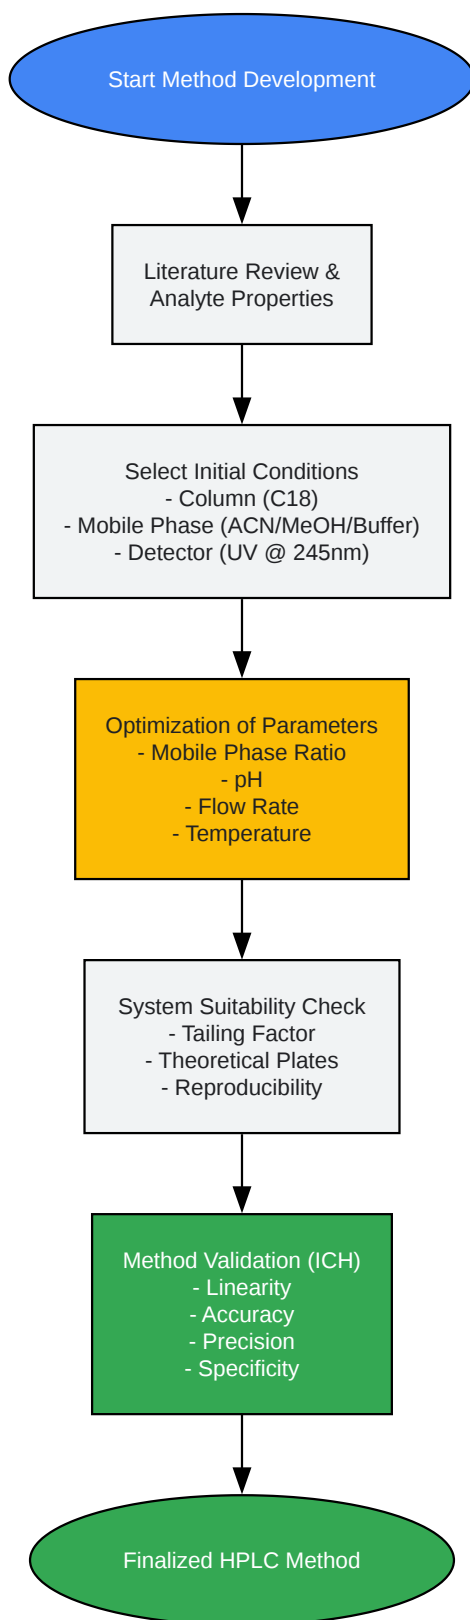 Start Method Development
Literature Review &
Analyte Properties
Select Initial Conditions
- Column (C18)
- Mobile Phase (ACN/MeOH/Buffer)
- Detector (UV @ 245nm)
Optimization of Parameters
- Mobile Phase Ratio
- pH
- Flow Rate
- Temperature
System Suitability Check
- Tailing Factor
- Theoretical Plates
- Reproducibility
Method Validation (ICH)
- Linearity
- Accuracy
- Precision
- Specificity
Finalized HPLC Method